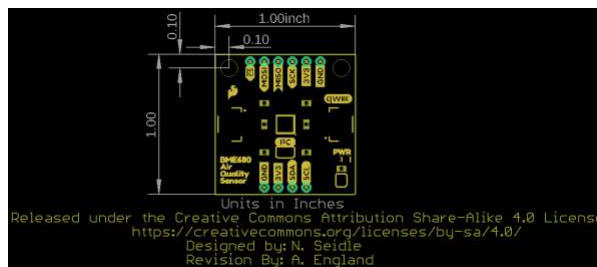 1.00inch
0.10
0.10
1.00
CS
MOSI
MISO
SCK
3V3
GND
QWIIC
I²C
BME680
Air
Quality
Sensor
PWR
GND
3V3
SDA
SCL
Units in Inches
Released under the Creative Commons Attribution Share-Alike 4.0 License
https://creativecommons.org/licenses/by-sa/4.0/
Designed by: N. Seidle
Revision By: A. England